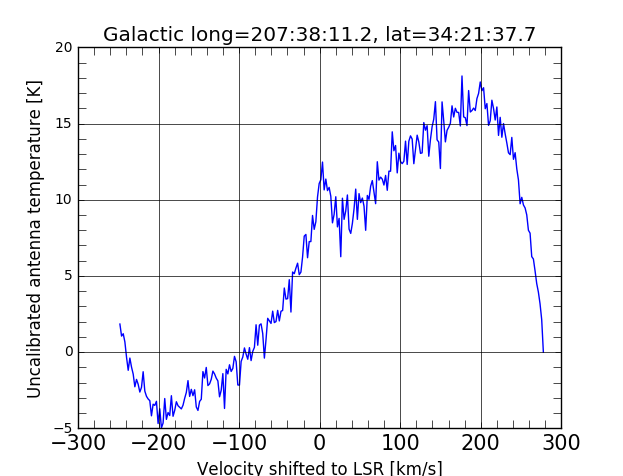 Galactic long=207:38:11.2, lat=34:21:37.7
Uncalibrated antenna temperature [K]
20
15
10
5
0
−5
−300 −200 −100 0 100 200 300
Velocity shifted to LSR [km/s]